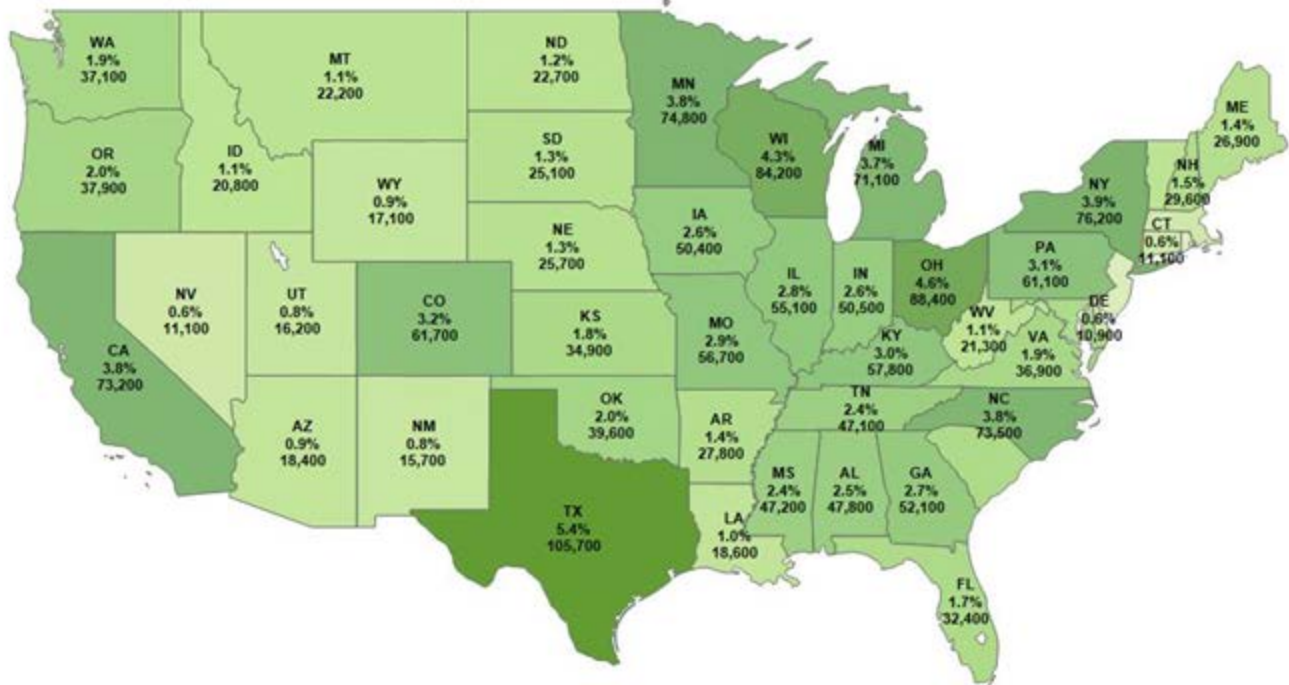 WA
1.9%
37,100
MT
1.1%
22,200
ND
1.2%
22,700
MN
3.8%
74,800
ME
1.4%
26,900
OR
2.0%
37,900
ID
1.1%
20,800
SD
1.3%
25,100
WI
4.3%
84,200
MI
3.7%
71,100
NH
1.5%
29,600
WY
0.9%
17,100
NY
3.9%
76,200
IA
2.6%
50,400
CT
0.6%
11,100
NE
1.3%
25,700
PA
3.1%
61,100
OH
4.6%
88,400
IL
2.8%
55,100
IN
2.6%
50,500
NV
0.6%
11,100
UT
0.8%
16,200
CO
3.2%
61,700
DE
0.6%
10,900
KS
1.8%
34,900
WV
1.1%
21,300
MO
2.9%
56,700
KY
3.0%
57,800
VA
1.9%
36,900
CA
3.8%
73,200
TN
2.4%
47,100
NC
3.8%
73,500
OK
2.0%
39,600
AZ
0.9%
18,400
NM
0.8%
15,700
AR
1.4%
27,800
MS
2.4%
47,200
AL
2.5%
47,800
GA
2.7%
52,100
TX
5.4%
105,700
LA
1.0%
18,600
FL
1.7%
32,400